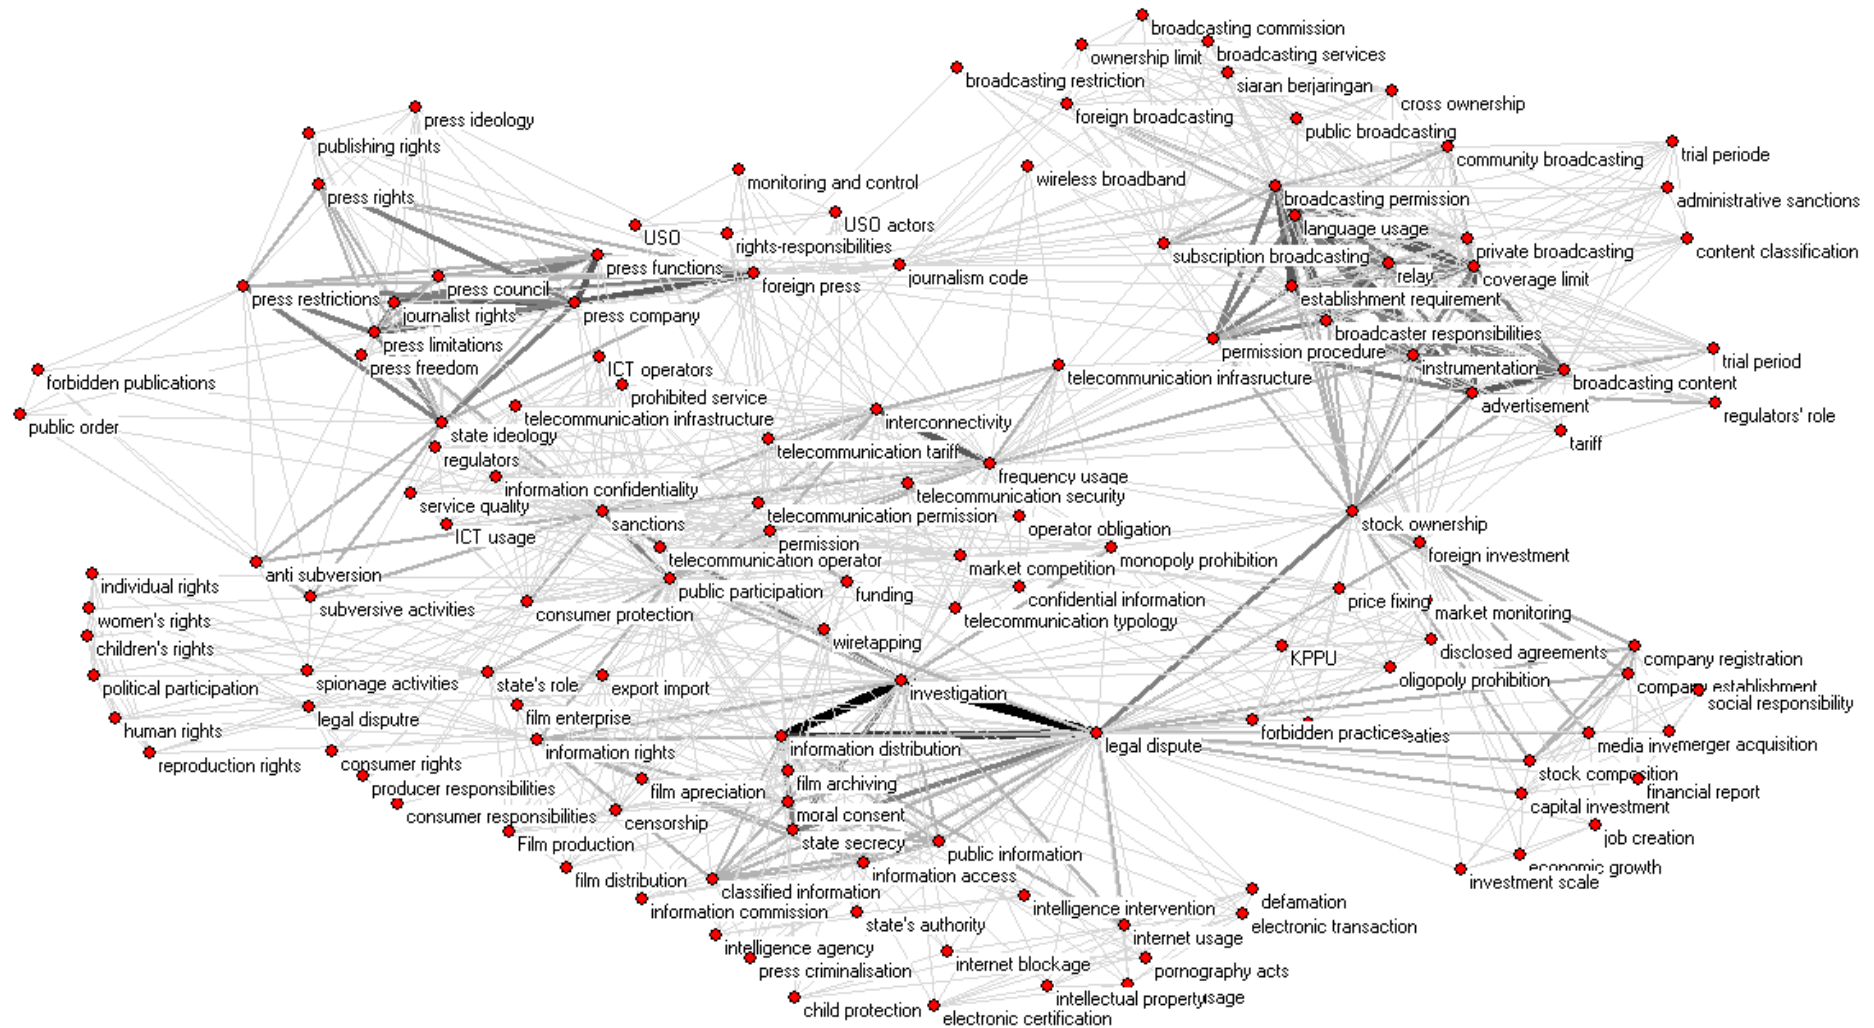 broadcasting commission
ownership limit
broadcasting services
broadcasting restriction
siaran berjaringan
cross ownership
foreign broadcasting
press ideology
public broadcasting
publishing rights
community broadcasting
trial periode
monitoring and control
wireless broadband
press rights
broadcasting permission
administrative sanctions
USO actors
language usage
USO
rights-responsibilities
private broadcasting
content classification
subscription broadcasting
press functions
relay
journalism code
coverage limit
foreign press
press council
press restrictions
establishment requirement
journalist rights
press company
broadcaster responsibilities
press limitations
permission procedure
trial period
press freedom
ICT operators
instrumentation
telecommunication infrasructure
forbidden publications
broadcasting content
prohibited service
advertisement
regulators' role
telecommunication infrastructure
interconnectivity
public order
state ideology
tariff
telecommunication tariff
regulators
frequency usage
information confidentiality
telecommunication security
service quality
telecommunication permission
sanctions
operator obligation
stock ownership
ICT usage
permission
foreign investment
telecommunication operator
market competition
monopoly prohibition
anti subversion
individual rights
public participation
funding
confidential information
price fixing
subversive activities
consumer protection
market monitoring
women's rights
telecommunication typology
wiretapping
children's rights
disclosed agreements
KPPU
company registration
spionage activities
state's role
export import
oligopoly prohibition
political participation
investigation
company establishment
social responsibility
film enterprise
legal disputre
human rights
forbidden practices
legal dispute
information rights
information distribution
media inve
merger acquisition
reproduction rights
consumer rights
stock composition
film archiving
producer responsibilities
film apreciation
financial report
capital investment
moral consent
consumer responsibilities
censorship
job creation
Film production
state secrecy
public information
economic growth
information access
film distribution
investment scale
classified information
defamation
information commission
intelligence intervention
state's authority
electronic transaction
internet usage
intelligence agency
internet blockage
press criminalisation
pornography acts
intellectual property
child protection
electronic certification